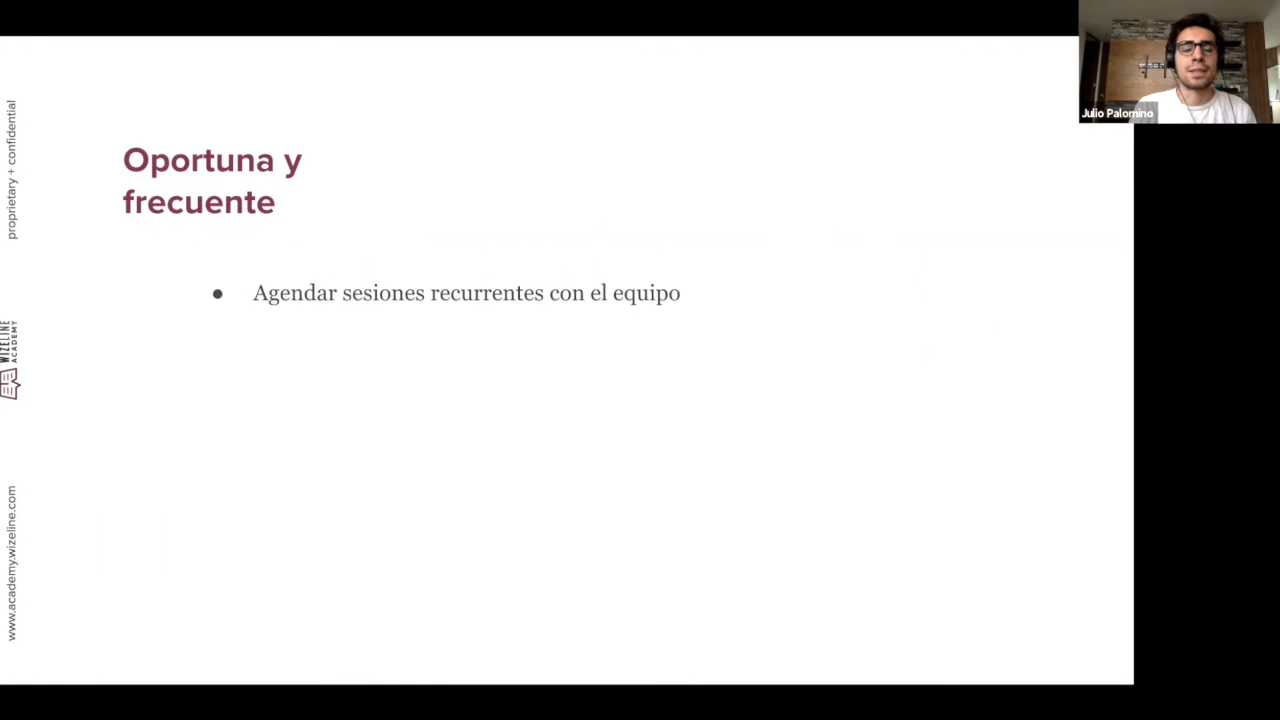 Julio Palomino
proprietary + confidential
Oportuna y
frecuente
● Agendar sesiones recurrentes con el equipo
WIZELINE
ACADEMY
www.academy.wizeline.com